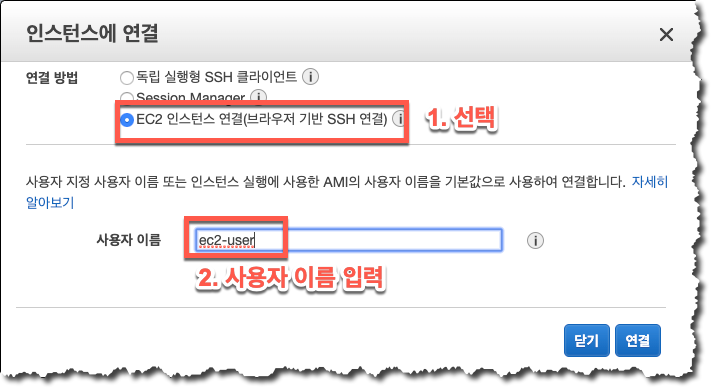 인스턴스에 연결
연결 방법
독립 실행형 SSH 클라이언트
Session Manager
EC2 인스턴스 연결(브라우저 기반 SSH 연결)
1. 선택
사용자 지정 사용자 이름 또는 인스턴스 실행에 사용한 AMI의 사용자 이름을 기본값으로 사용하여 연결합니다. 자세히
알아보기
사용자 이름
ec2-user
2. 사용자 이름 입력
닫기
연결